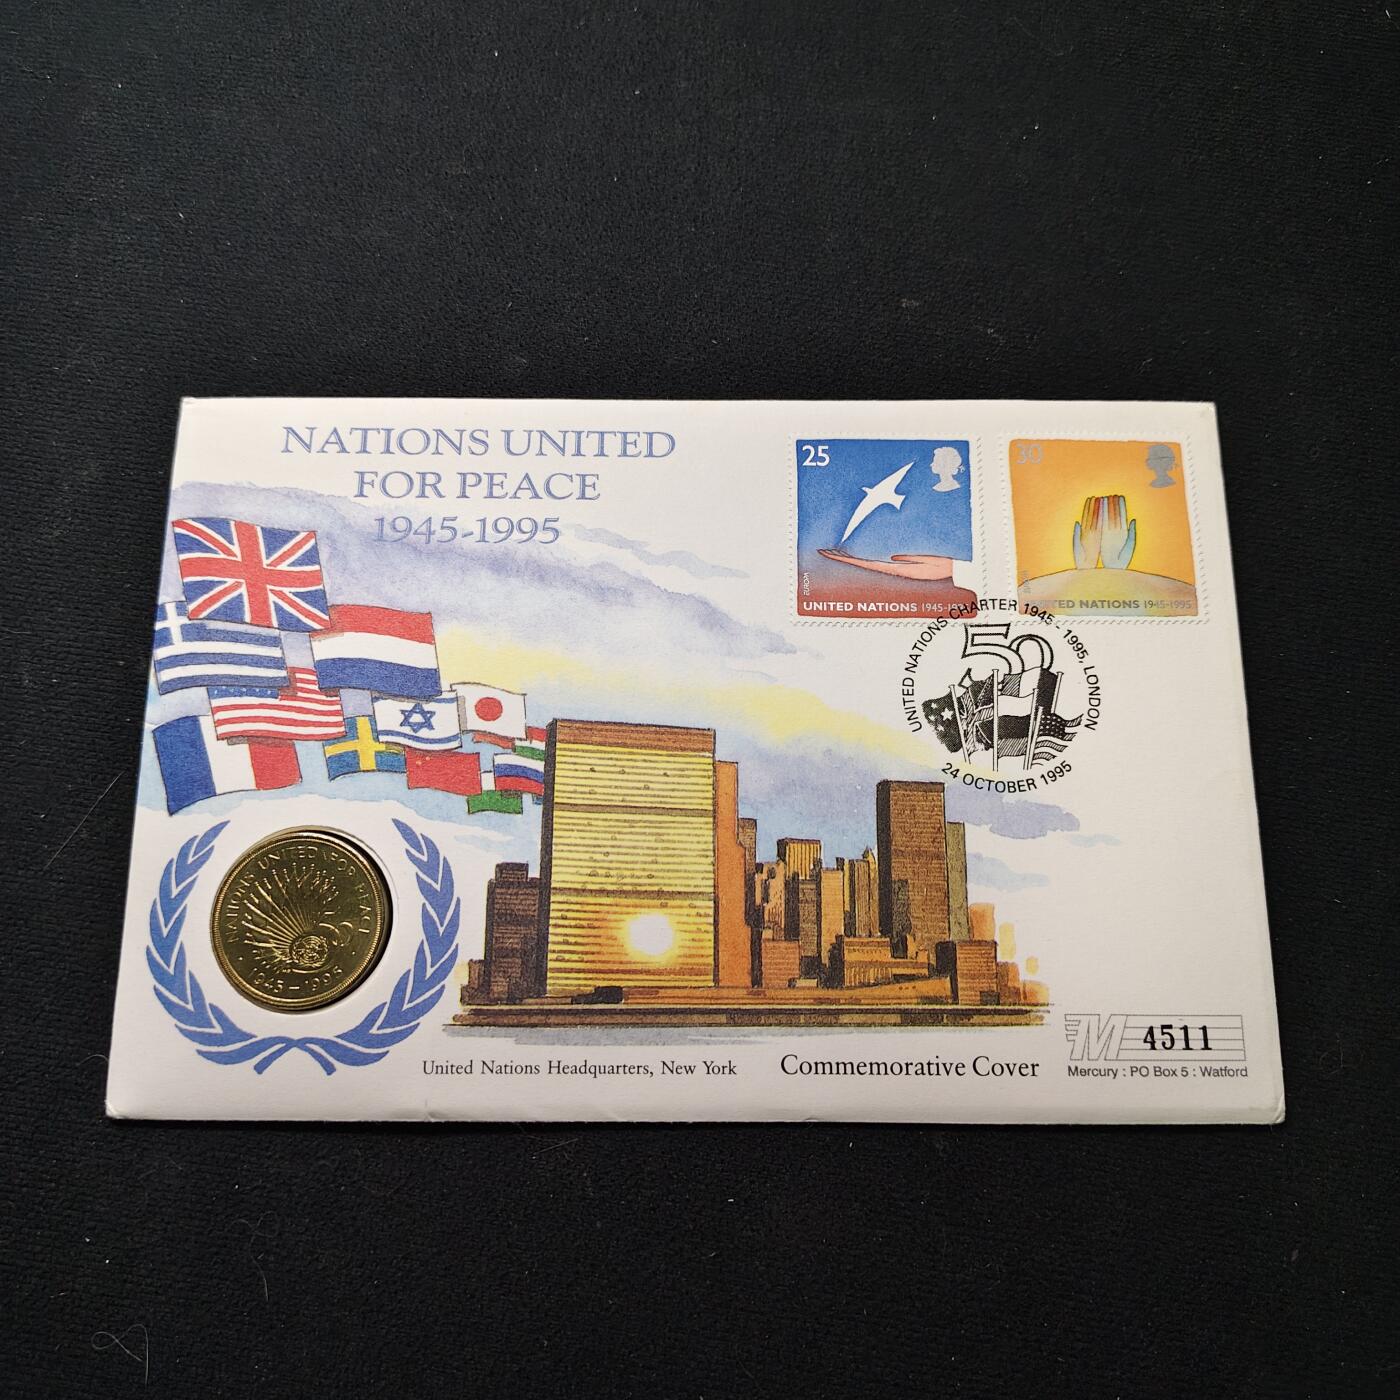 NATIONS UNITED
FOR PEACE
1945-1995
25
EUROPA
UNITED NATIONS 1945-1995
30
UNITED NATIONS 1945-1995
UNITED NATIONS CHARTER 1945-1995, LONDON
50
24 OCTOBER 1995
NATIONS UNITED FOR PEACE
50
1945-1995
United Nations Headquarters, New York
Commemorative Cover
M 4511
Mercury : PO Box 5 : Watford